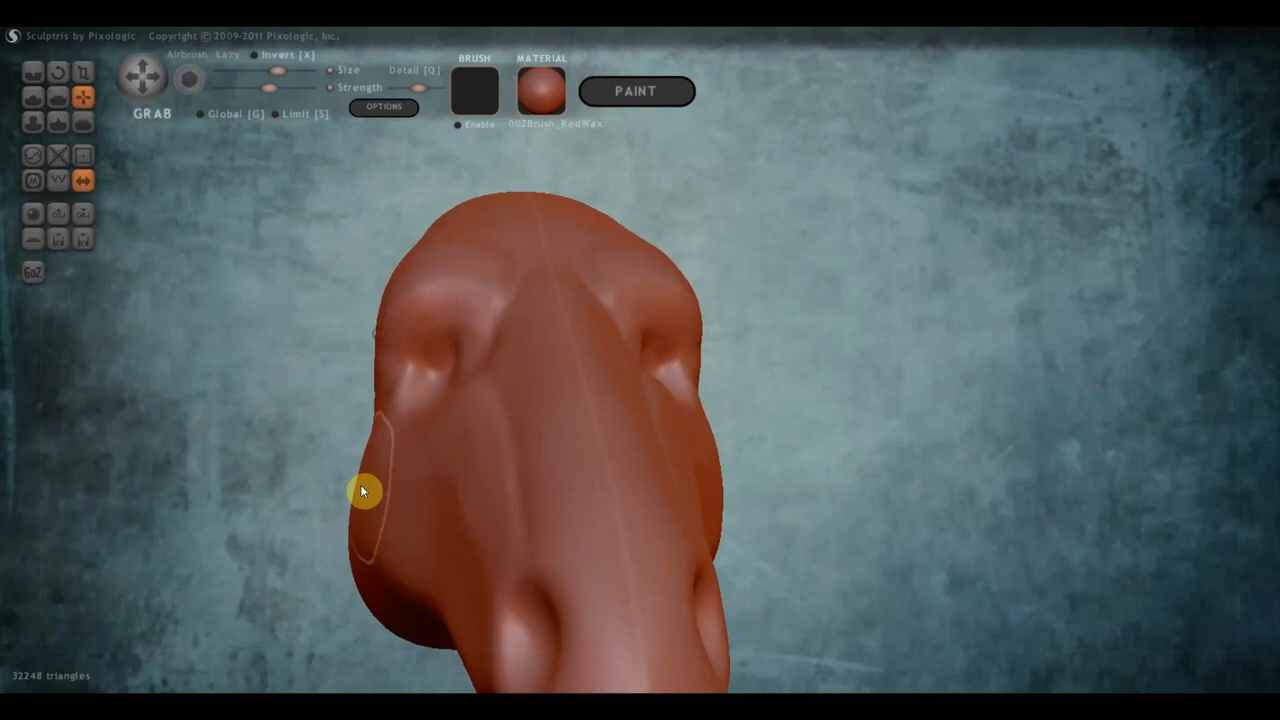 Sculptris by Pixologic Copyright © 2009-2011 Pixologic, Inc.
Airbrush Lazy Invert [X]
Size Detail [Q]
Strength
GRAB Global [G] Limit [S] OPTIONS
BRUSH
Enable
MATERIAL
00ZBrush_RedWax
PAINT
M
GoZ
32248 triangles